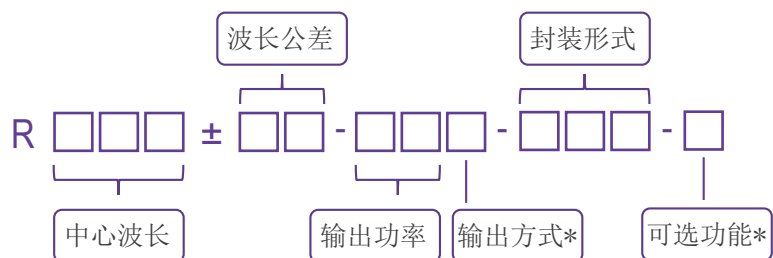 波长公差 封装形式
R □□□ ± □□ - □□□ - □□□ - □
中心波长 输出功率 输出方式* 可选功能*